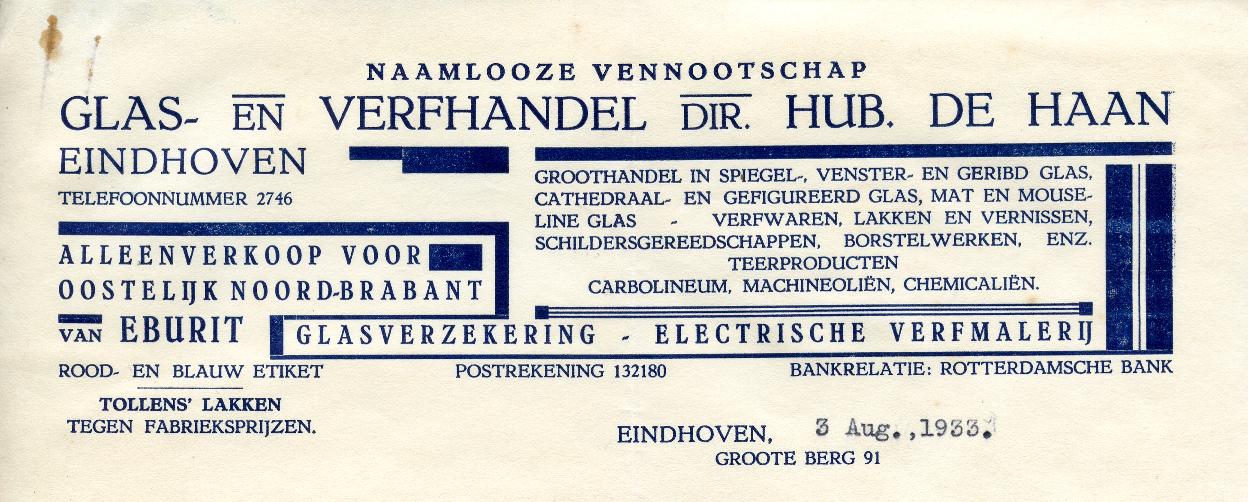 NAAMLOOZE VENNOOTSCHAP
GLAS- EN VERFHANDEL DIR. HUB. DE HAAN
EINDHOVEN
TELEFOONNUMMER 2746
GROOTHANDEL IN SPIEGEL-, VENSTER- EN GERIBD GLAS,
CATHEDRAAL- EN GEFIGUREERD GLAS, MAT EN MOUSE-
LINE GLAS - VERFWAREN, LAKKEN EN VERNISSEN,
SCHILDERSGEREEDSCHAPPEN, BORSTELWERKEN, ENZ.
TEERPRODUCTEN
CARBOLINEUM, MACHINEOLIËN, CHEMICALIËN.
ALLEENVERKOOP VOOR
OOSTELIJK NOORD-BRABANT
VAN EBURIT
GLASVERZEKERING - ELECTRISCHE VERFMALERIJ
ROOD- EN BLAUW ETIKET
POSTREKENING 132180
BANKRELATIE: ROTTERDAMSCHE BANK
TOLLENS' LAKKEN
TEGEN FABRIEKSPRIJZEN.
EINDHOVEN, 3 Aug.,1933.
GROOTE BERG 91